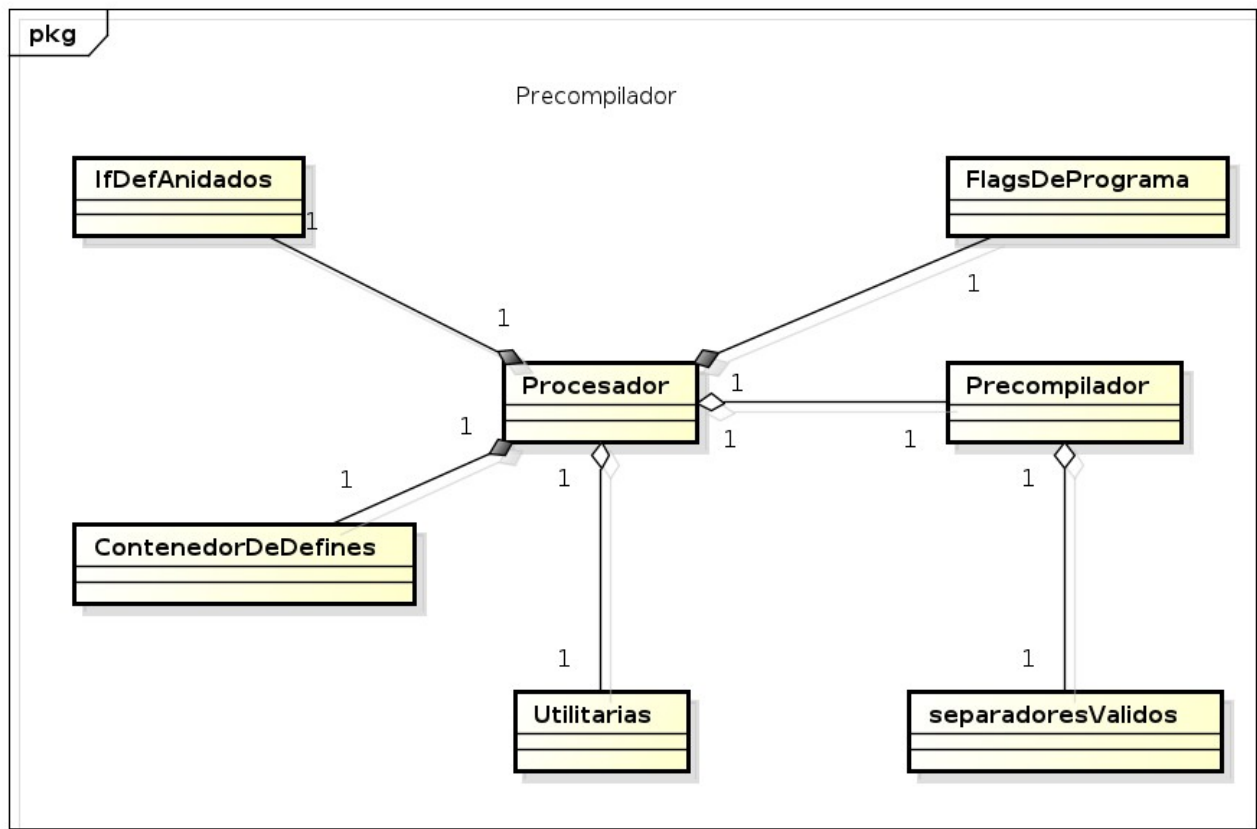 pkg
Precompilador
IfDefAnidados
FlagsDePrograma
1
1
1
Procesador
Precompilador
1
1
1
1
1
1
1
ContenedorDeDefines
1
1
Utilitarias
separadoresValidos